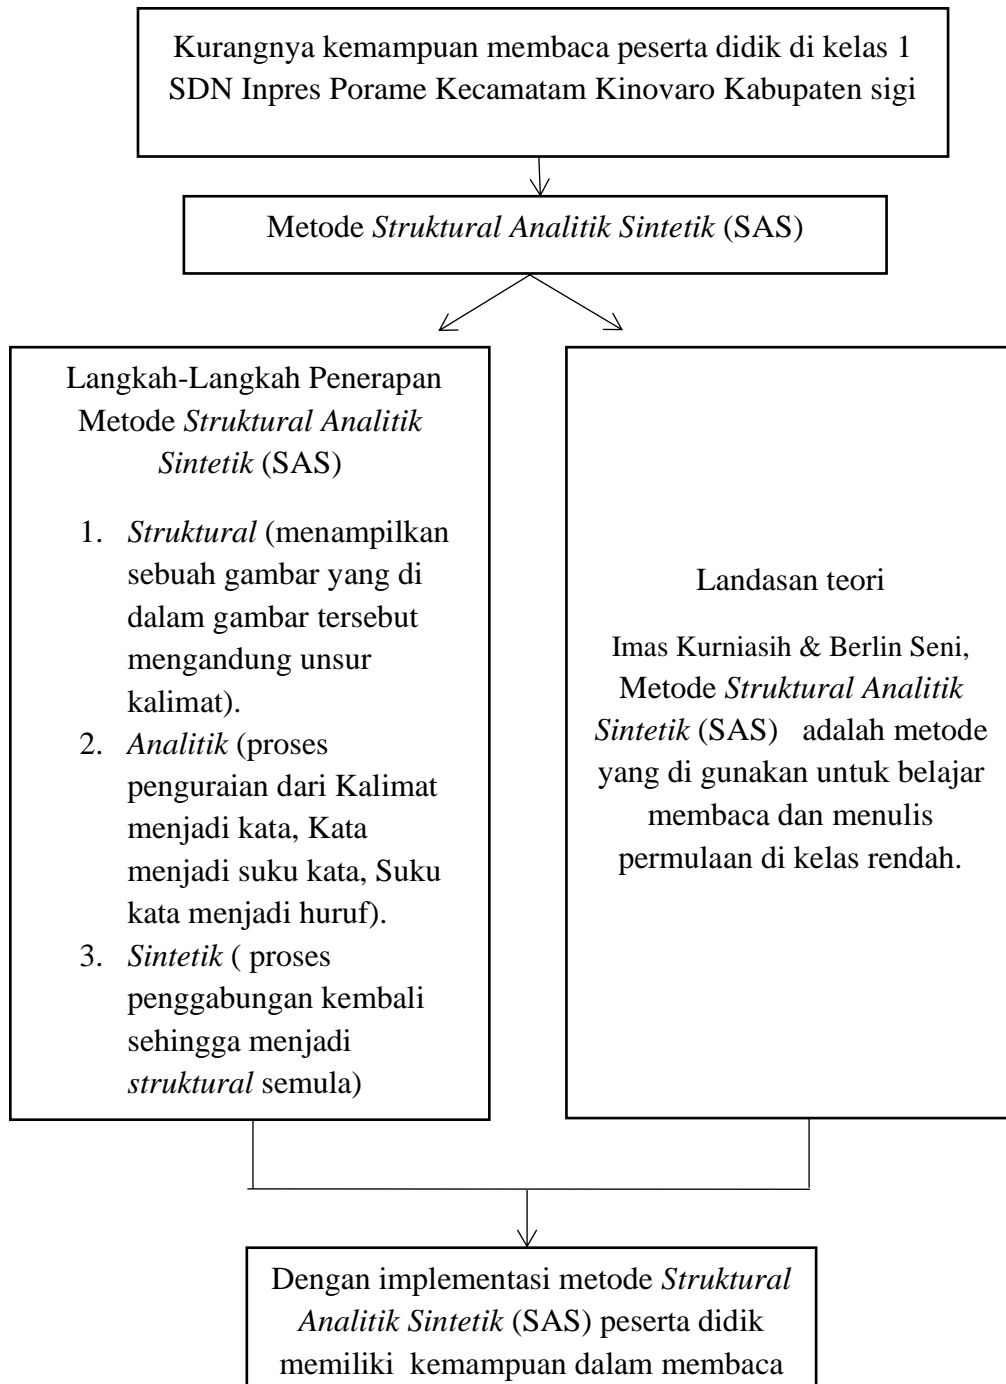 Kurangnya kemampuan membaca peserta didik di kelas 1
SDN Inpres Porame Kecamatam Kinovaro Kabupaten sigi
Metode Struktural Analitik Sintetik (SAS)
Langkah-Langkah Penerapan
Metode Struktural Analitik
Sintetik (SAS)
1. Struktural (menampilkan
sebuah gambar yang di
dalam gambar tersebut
mengandung unsur
kalimat).
2. Analitik (proses
penguraian dari Kalimat
menjadi kata, Kata
menjadi suku kata, Suku
kata menjadi huruf).
3. Sintetik ( proses
penggabungan kembali
sehingga menjadi
struktural semula)
Landasan teori
Imas Kurniasih & Berlin Seni,
Metode Struktural Analitik
Sintetik (SAS) adalah metode
yang di gunakan untuk belajar
membaca dan menulis
permulaan di kelas rendah.
Dengan implementasi metode Struktural
Analitik Sintetik (SAS) peserta didik
memiliki kemampuan dalam membaca